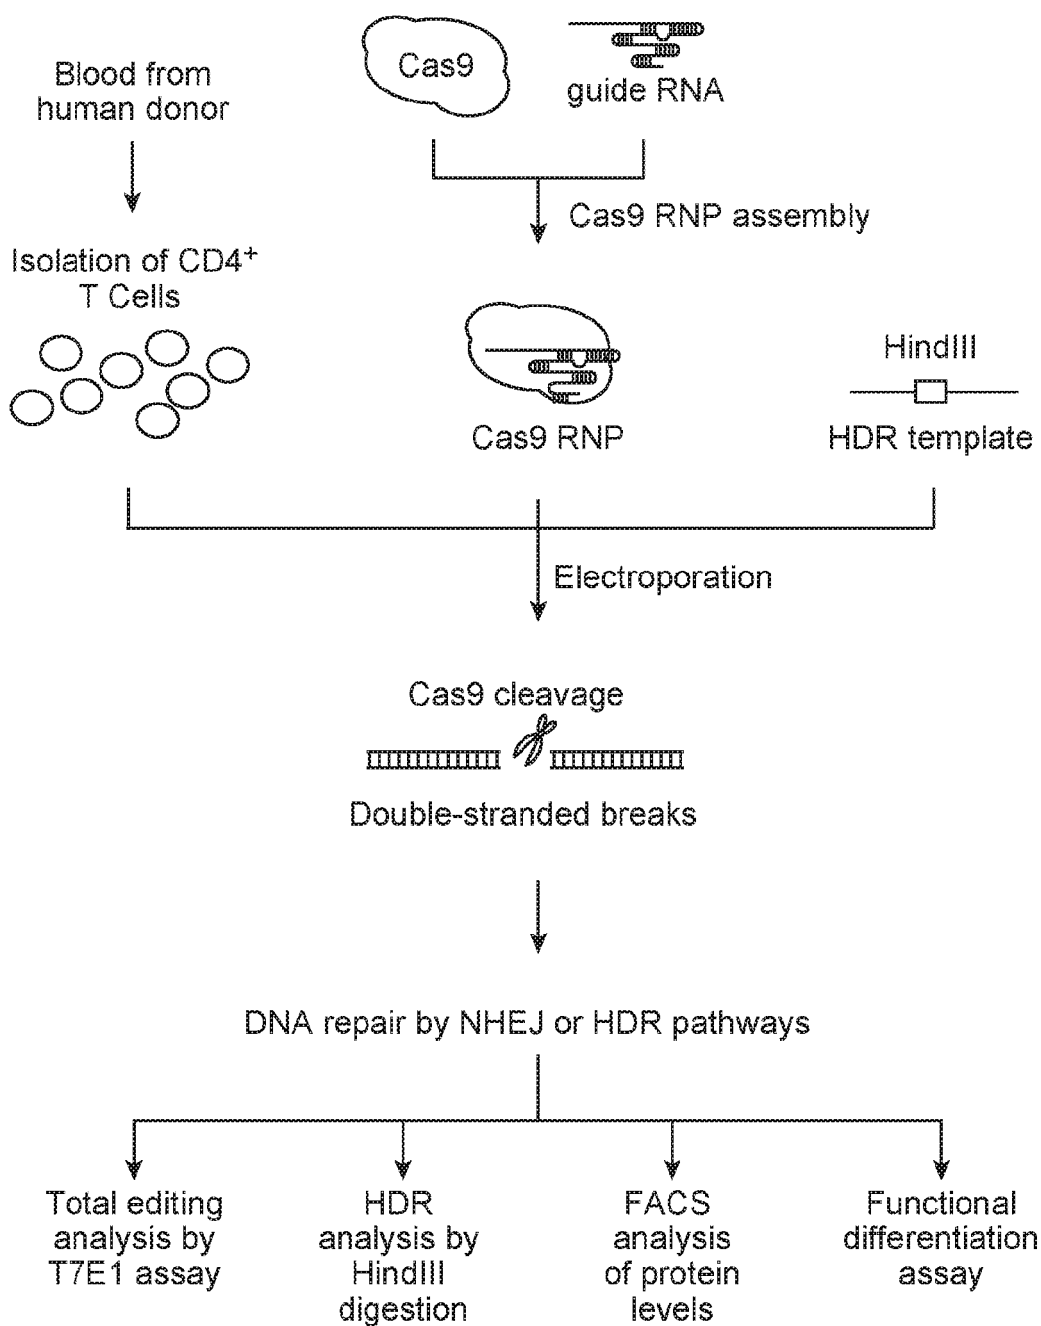 Blood from
human donor
Cas9
guide RNA
Cas9 RNP assembly
Isolation of CD4⁺
T Cells
Cas9 RNP
HindIII
HDR template
Electroporation
Cas9 cleavage
Double-stranded breaks
DNA repair by NHEJ or HDR pathways
Total editing
analysis by
T7E1 assay
HDR
analysis by
HindIII
digestion
FACS
analysis
of protein
levels
Functional
differentiation
assay